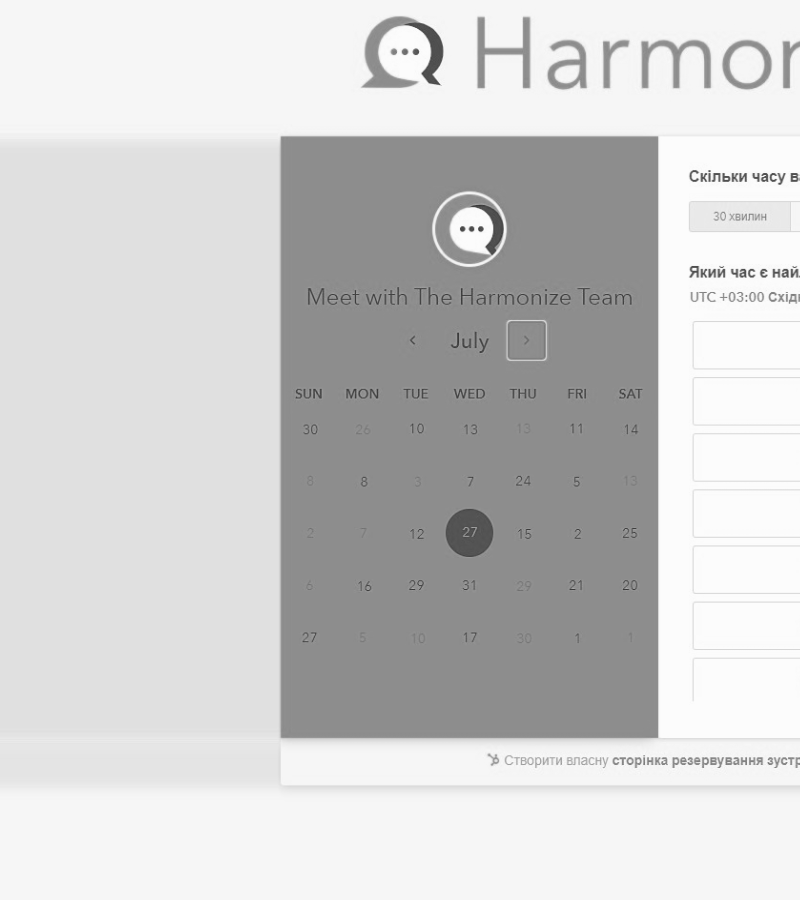 Harmon
Скільки часу ва
30 хвилин
Який час є най
UTC +03:00 Східн
Meet with The Harmonize Team
July
SUN MON TUE WED THU FRI SAT
30 26 10 13 13 11 14
8 8 3 7 24 5 13
2 7 12 27 15 2 25
6 16 29 31 29 21 20
27 5 10 17 30 1 1
Створити власну сторінка резервування зустр